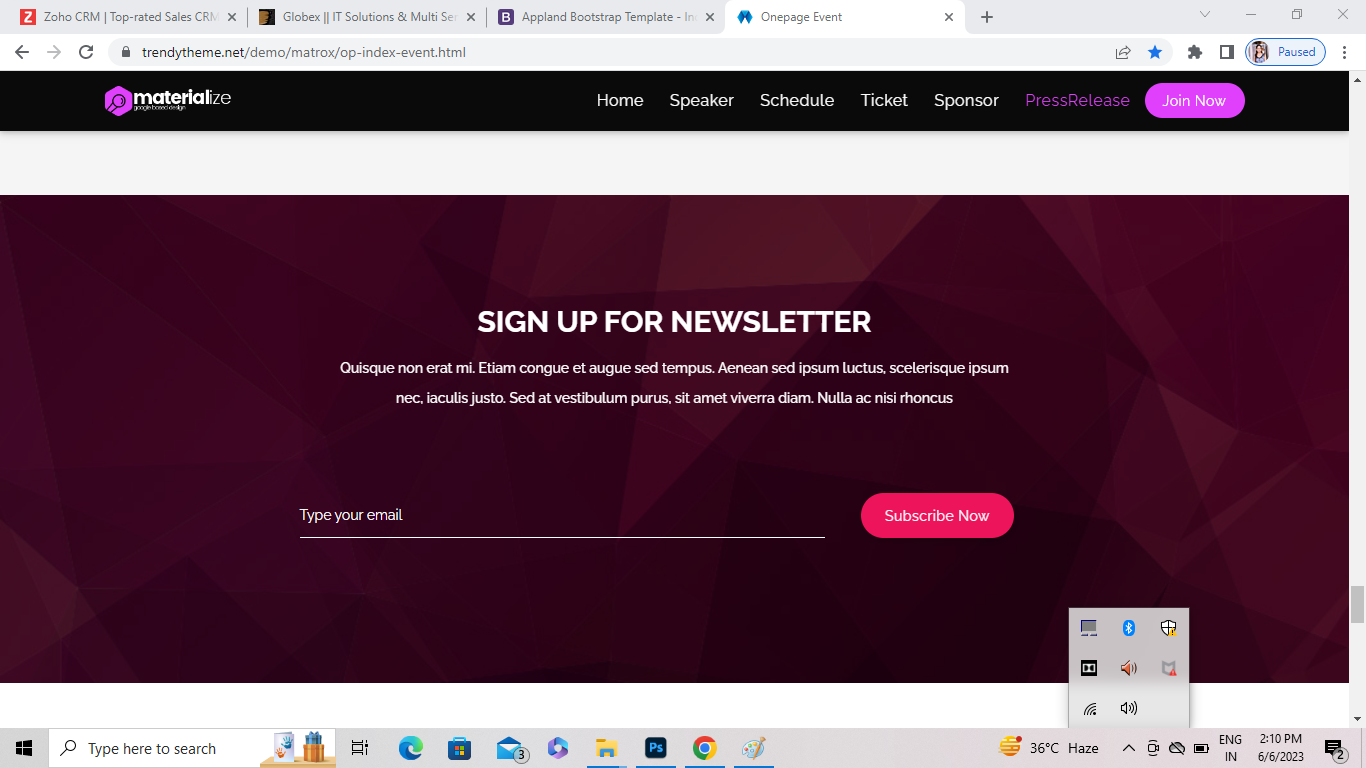 Zoho CRM | Top-rated Sales CRM
Globex || IT Solutions & Multi Ser
Appland Bootstrap Template - In
Onepage Event
trendytheme.net/demo/matrox/op-index-event.html
Paused
materialize
google based design
Home Speaker Schedule Ticket Sponsor PressRelease Join Now
SIGN UP FOR NEWSLETTER
Quisque non erat mi. Etiam congue et augue sed tempus. Aenean sed ipsum luctus, scelerisque ipsum
nec, iaculis justo. Sed at vestibulum purus, sit amet viverra diam. Nulla ac nisi rhoncus
Type your email
Subscribe Now
Type here to search
3
Ps
36°C Haze
ENG
IN
2:10 PM
6/6/2023
2